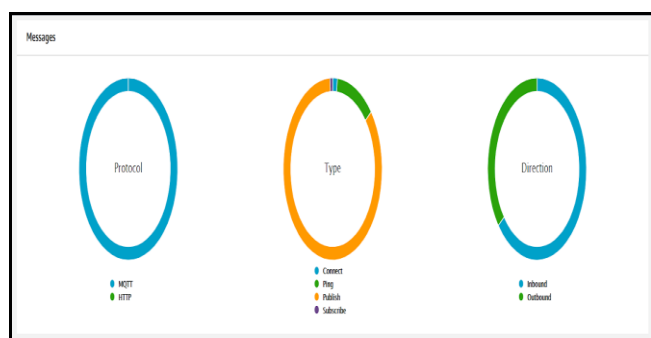 Messages
Protocol
Type
Direction
MQTT
HTTP
Connect
Ping
Publish
Subscribe
Inbound
Outbound